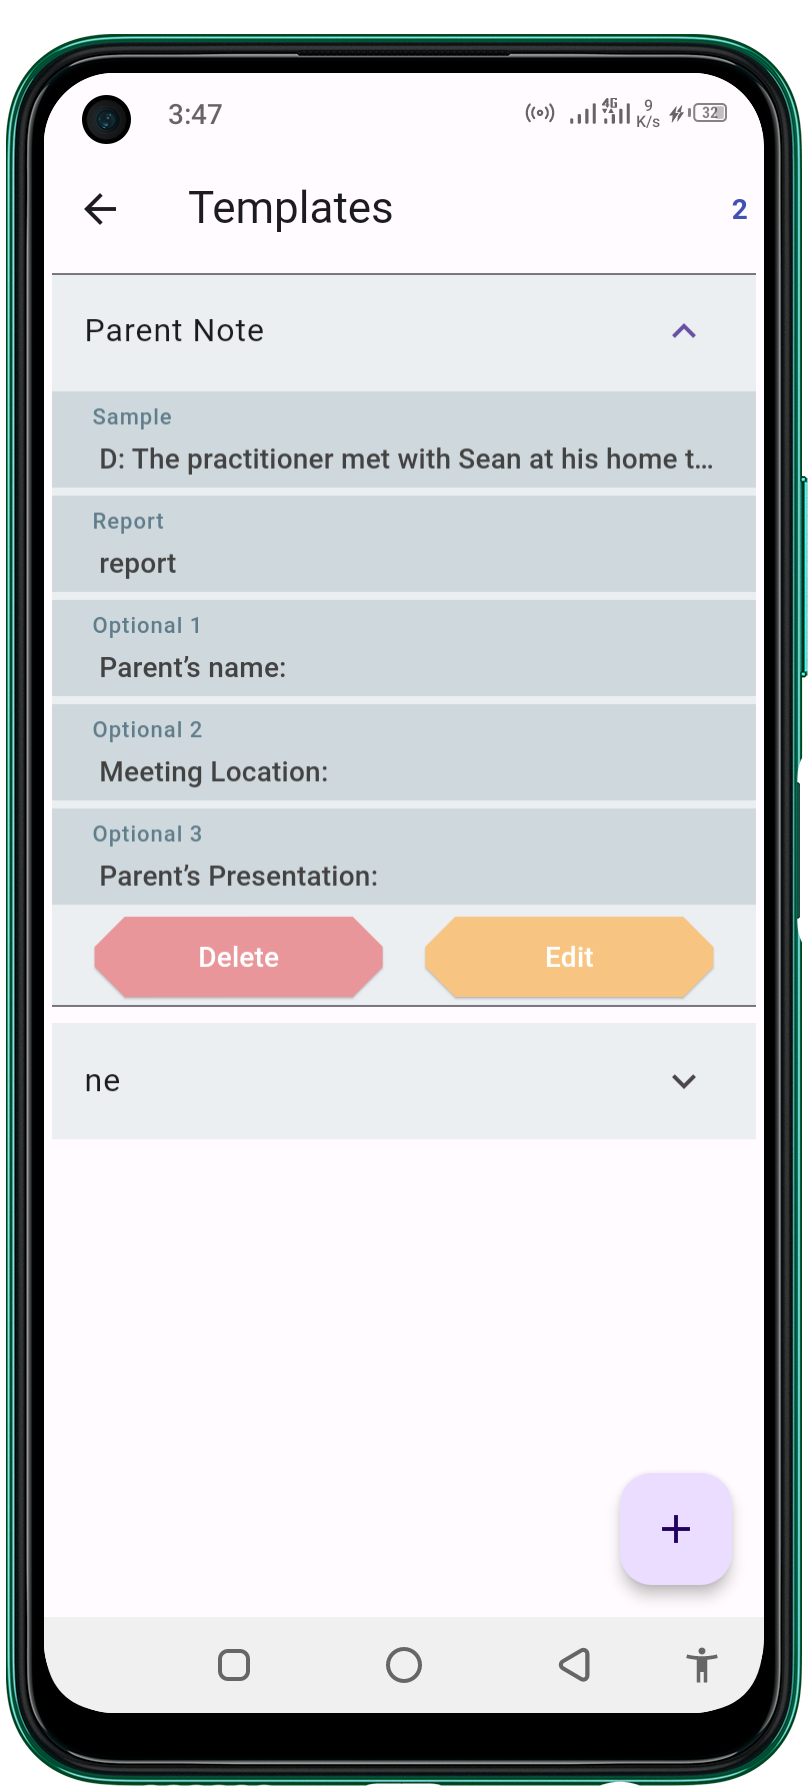 3:47
4G
9
K/s
32
Templates
2
Parent Note
Sample
D: The practitioner met with Sean at his home t...
Report
report
Optional 1
Parent’s name:
Optional 2
Meeting Location:
Optional 3
Parent’s Presentation:
Delete
Edit
ne